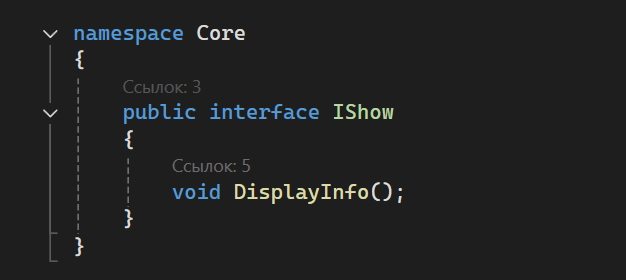 namespace Core
{
Ссылок: 3
public interface IShow
{
Ссылок: 5
void DisplayInfo();
}
}